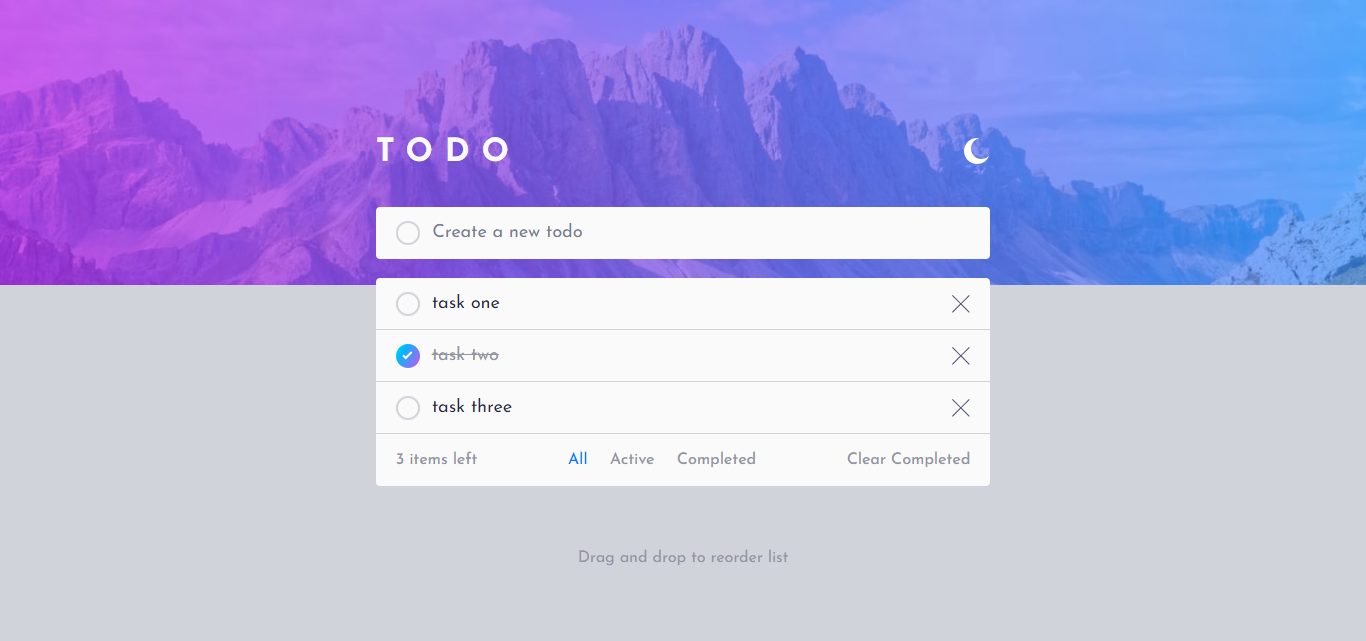 TODO
Create a new todo
task one
task two
task three
3 items left All Active Completed Clear Completed
Drag and drop to reorder list